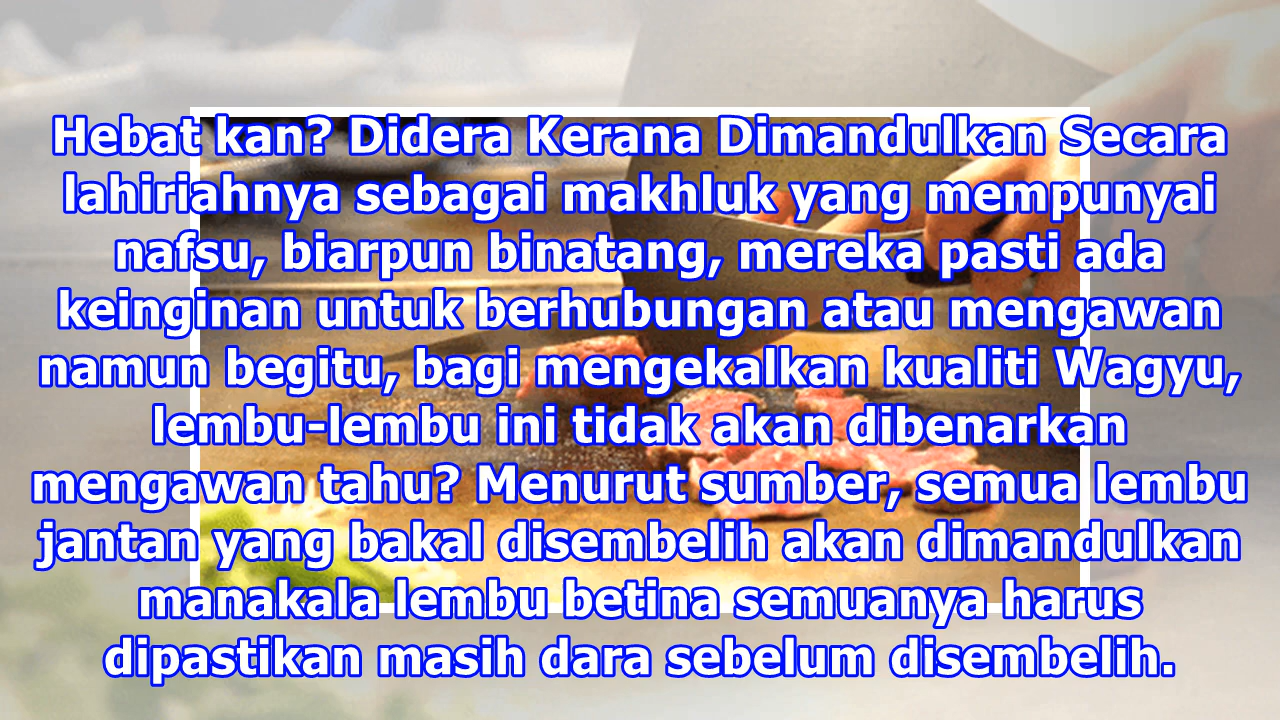 Hebat kan? Didera Kerana Dimandulkan Secara
lahiriahnya sebagai makhluk yang mempunyai
nafsu, biarpun binatang, mereka pasti ada
keinginan untuk berhubungan atau mengawan
namun begitu, bagi mengekalkan kualiti Wagyu,
lembu-lembu ini tidak akan dibenarkan
mengawan tahu? Menurut sumber, semua lembu
jantan yang bakal disembelih akan dimandulkan
manakala lembu betina semuanya harus
dipastikan masih dara sebelum disembelih.